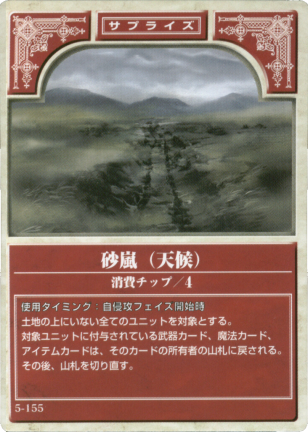 サプライズ
砂嵐（天候）
消費チップ／4
使用タイミング：自侵攻フェイス開始時
土地の上にいない全てのユニットを対象とする。
対象ユニットに付与されている武器カード、魔法カード、
アイテムカードは、そのカードの所有者の山札に戻される。
その後、山札を切り直す。
5-155